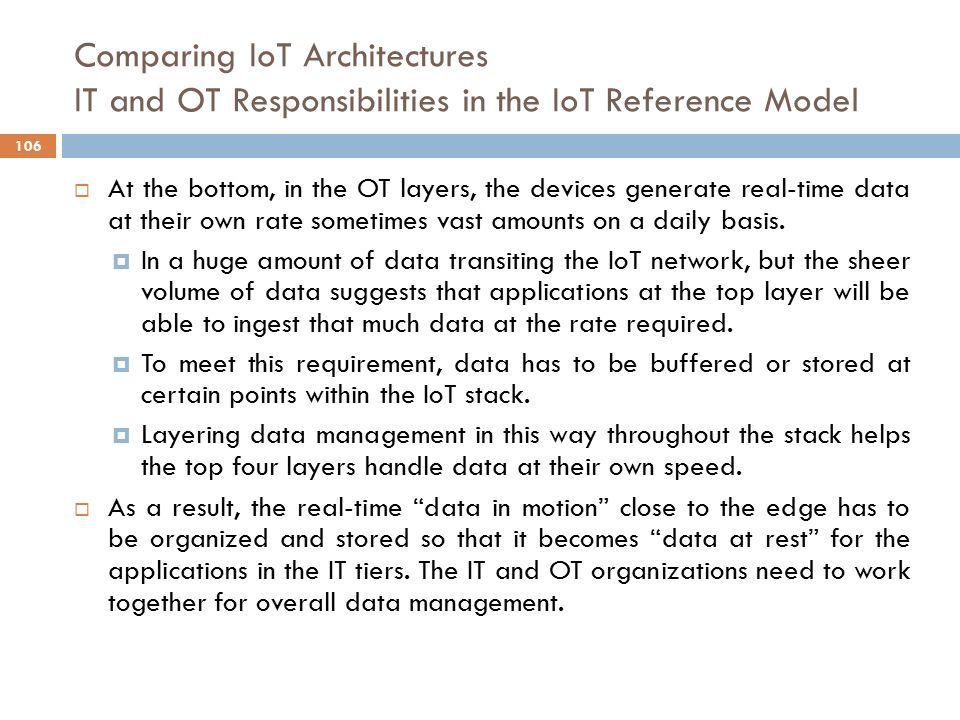 Comparing IoT Architectures
IT and OT Responsibilities in the IoT Reference Model
106
At the bottom, in the OT layers, the devices generate real-time data
at their own rate sometimes vast amounts on a daily basis.
In a huge amount of data transiting the IoT network, but the sheer
volume of data suggests that applications at the top layer will be
able to ingest that much data at the rate required.
To meet this requirement, data has to be buffered or stored at
certain points within the IoT stack.
Layering data management in this way throughout the stack helps
the top four layers handle data at their own speed.
As a result, the real-time “data in motion” close to the edge has to
be organized and stored so that it becomes “data at rest” for the
applications in the IT tiers. The IT and OT organizations need to work
together for overall data management.